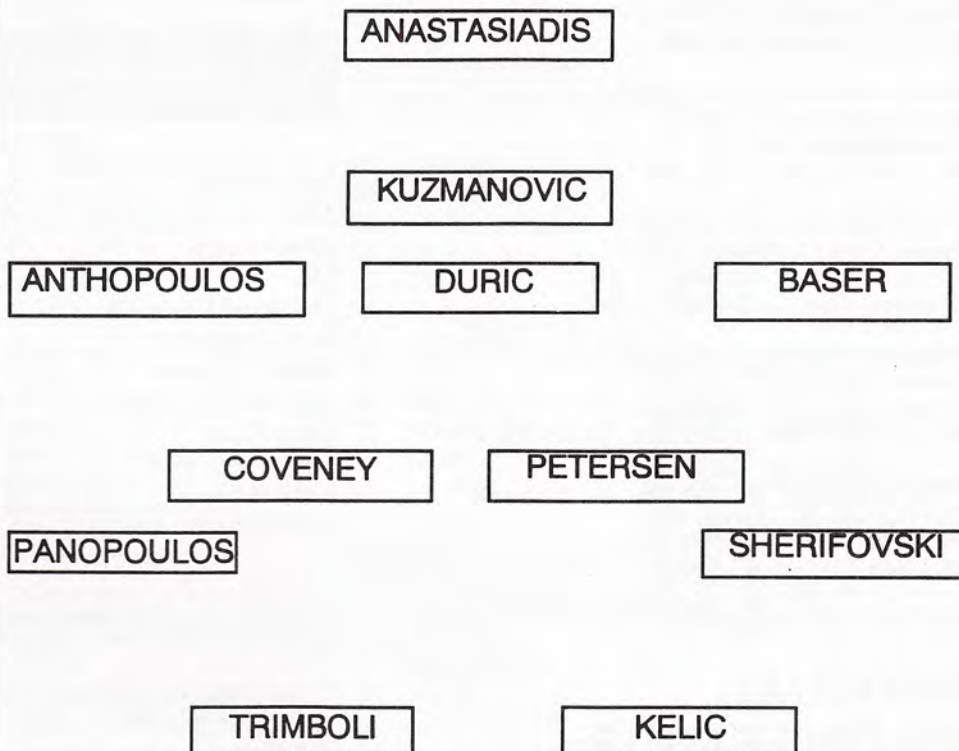 ANASTASIADIS
KUZMANOVIC
ANTHOPOULOS DURIC BASER
COVENEY PETERSEN
PANOPOULOS SHERIFOVSKI
TRIMBOLI KELIC